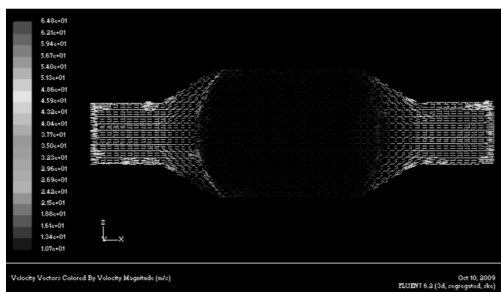 6.48e+01
6.21e+01
5.94e+01
5.67e+01
5.40e+01
5.13e+01
4.86e+01
4.59e+01
4.32e+01
4.04e+01
3.77e+01
3.50e+01
3.23e+01
2.96e+01
2.69e+01
2.42e+01
2.15e+01
1.88e+01
1.61e+01
1.34e+01
1.07e+01
Z
Y X
Velocity Vectors Colored By Velocity Magnitude (m/s)
Oct 10, 2009
FLUENT 6.2 (3d, segregated, ske)